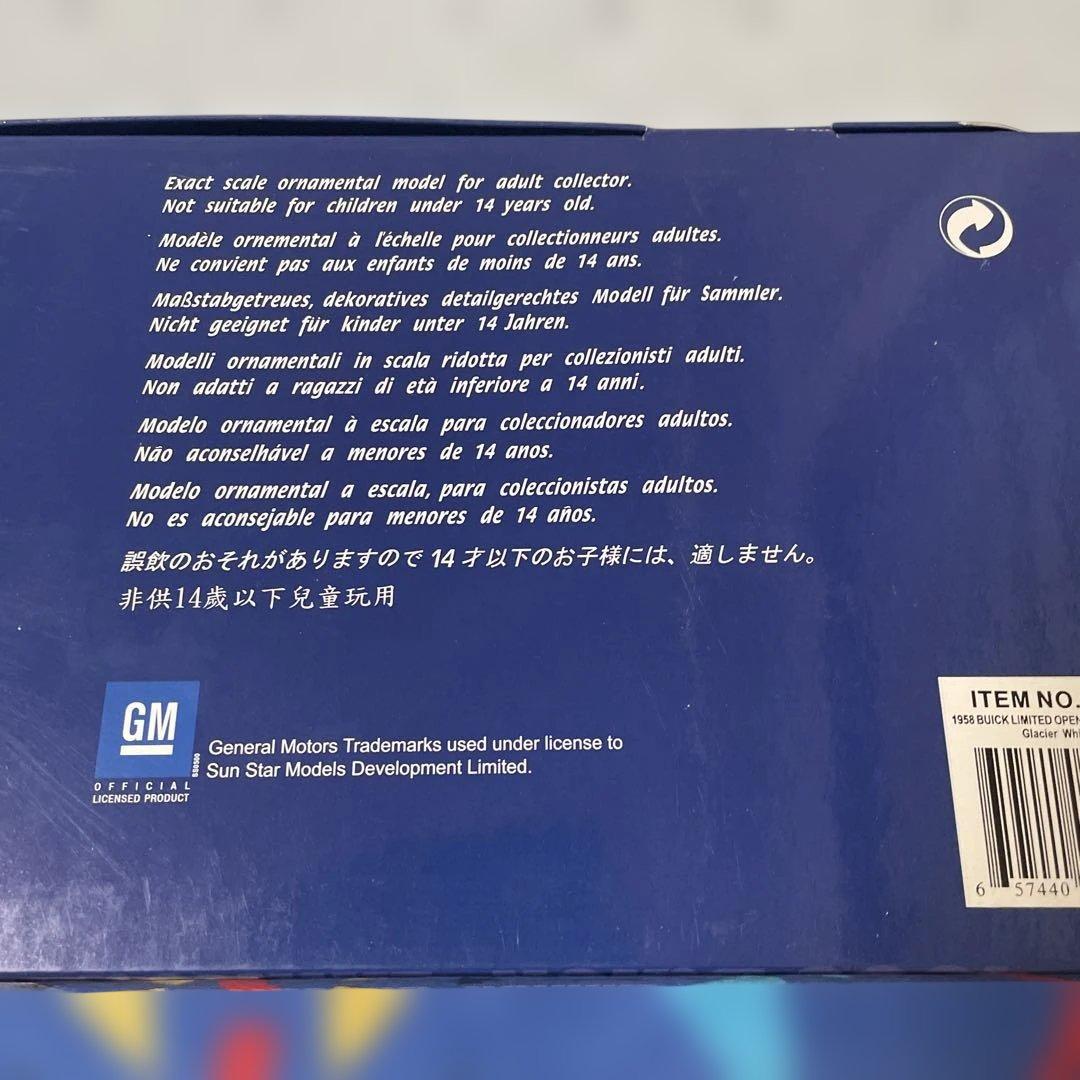 Exact scale ornamental model for adult collector.
Not suitable for children under 14 years old.
Modèle ornemental à l'échelle pour collectionneurs adultes.
Ne convient pas aux enfants de moins de 14 ans.
Maßstabgetreues, dekoratives detailgerechtes Modell für Sammler.
Nicht geeignet für kinder unter 14 Jahren.
Modelli ornamentali in scala ridotta per collezionisti adulti.
Non adatti a ragazzi di età inferiore a 14 anni.
Modelo ornamental à escala para coleccionadores adultos.
Não aconselhável a menores de 14 anos.
Modelo ornamental a escala, para coleccionistas adultos.
No es aconsejable para menores de 14 años.
誤飲のおそれがありますので 14 才以下のお子様には、適しません。
非供14歲以下兒童玩用
GM
OFFICIAL
LICENSED PRODUCT
General Motors Trademarks used under license to
Sun Star Models Development Limited.
ITEM NO.
1958 BUICK LIMITED OPEN
Glacier Whi
6 57440